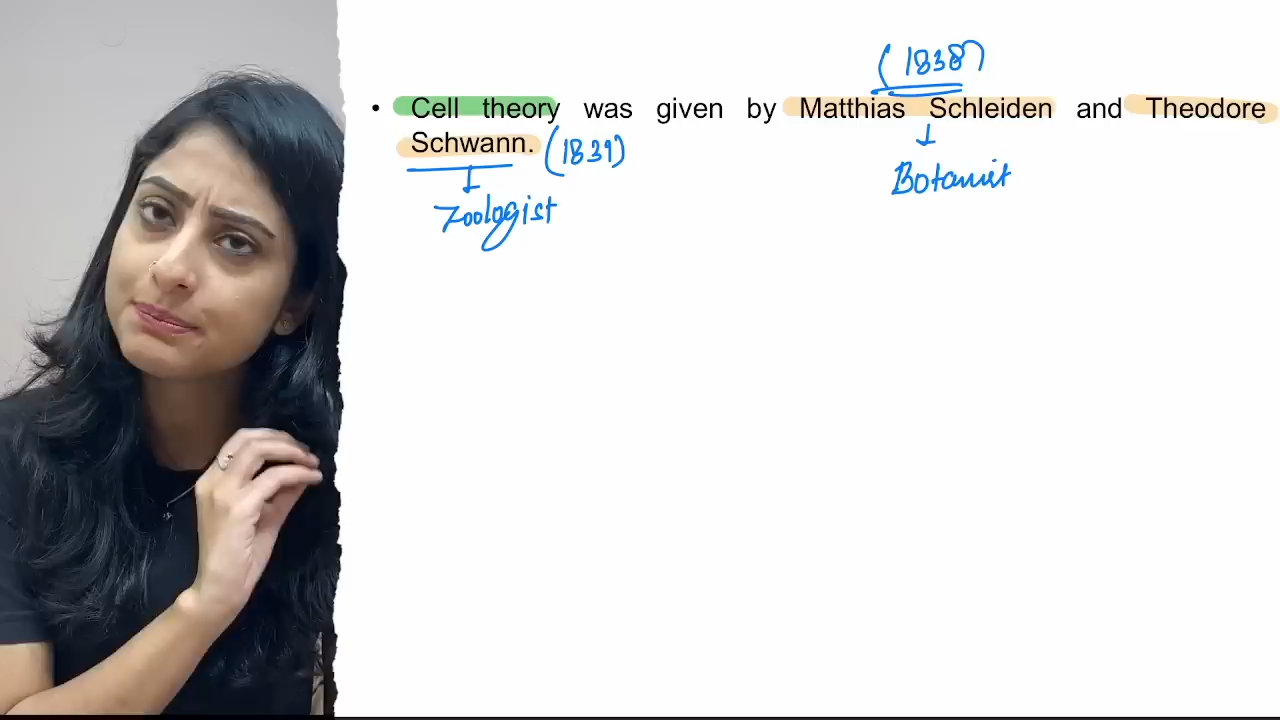 (1838)
• Cell theory was given by Matthias Schleiden and Theodore
Schwann. (1839)
Botanist
Zoologist